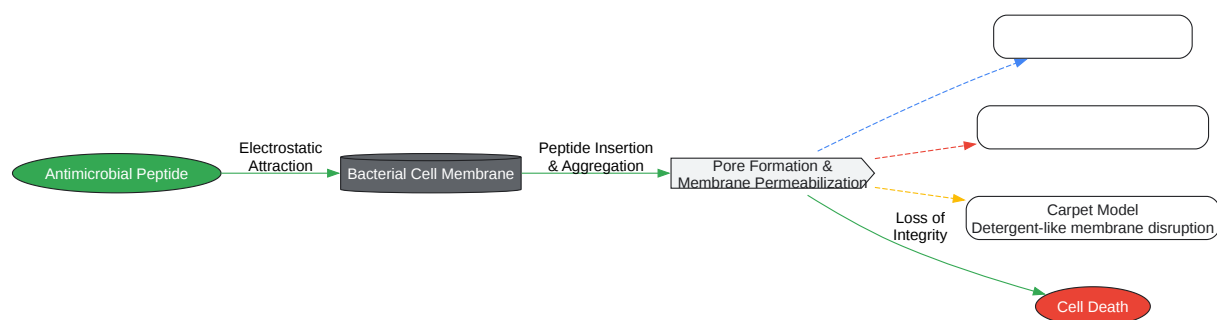 Antimicrobial Peptide
Electrostatic
Attraction
Bacterial Cell Membrane
Peptide Insertion
& Aggregation
Pore Formation &
Membrane Permeabilization
Carpet Model
Detergent-like membrane disruption
Loss of
Integrity
Cell Death